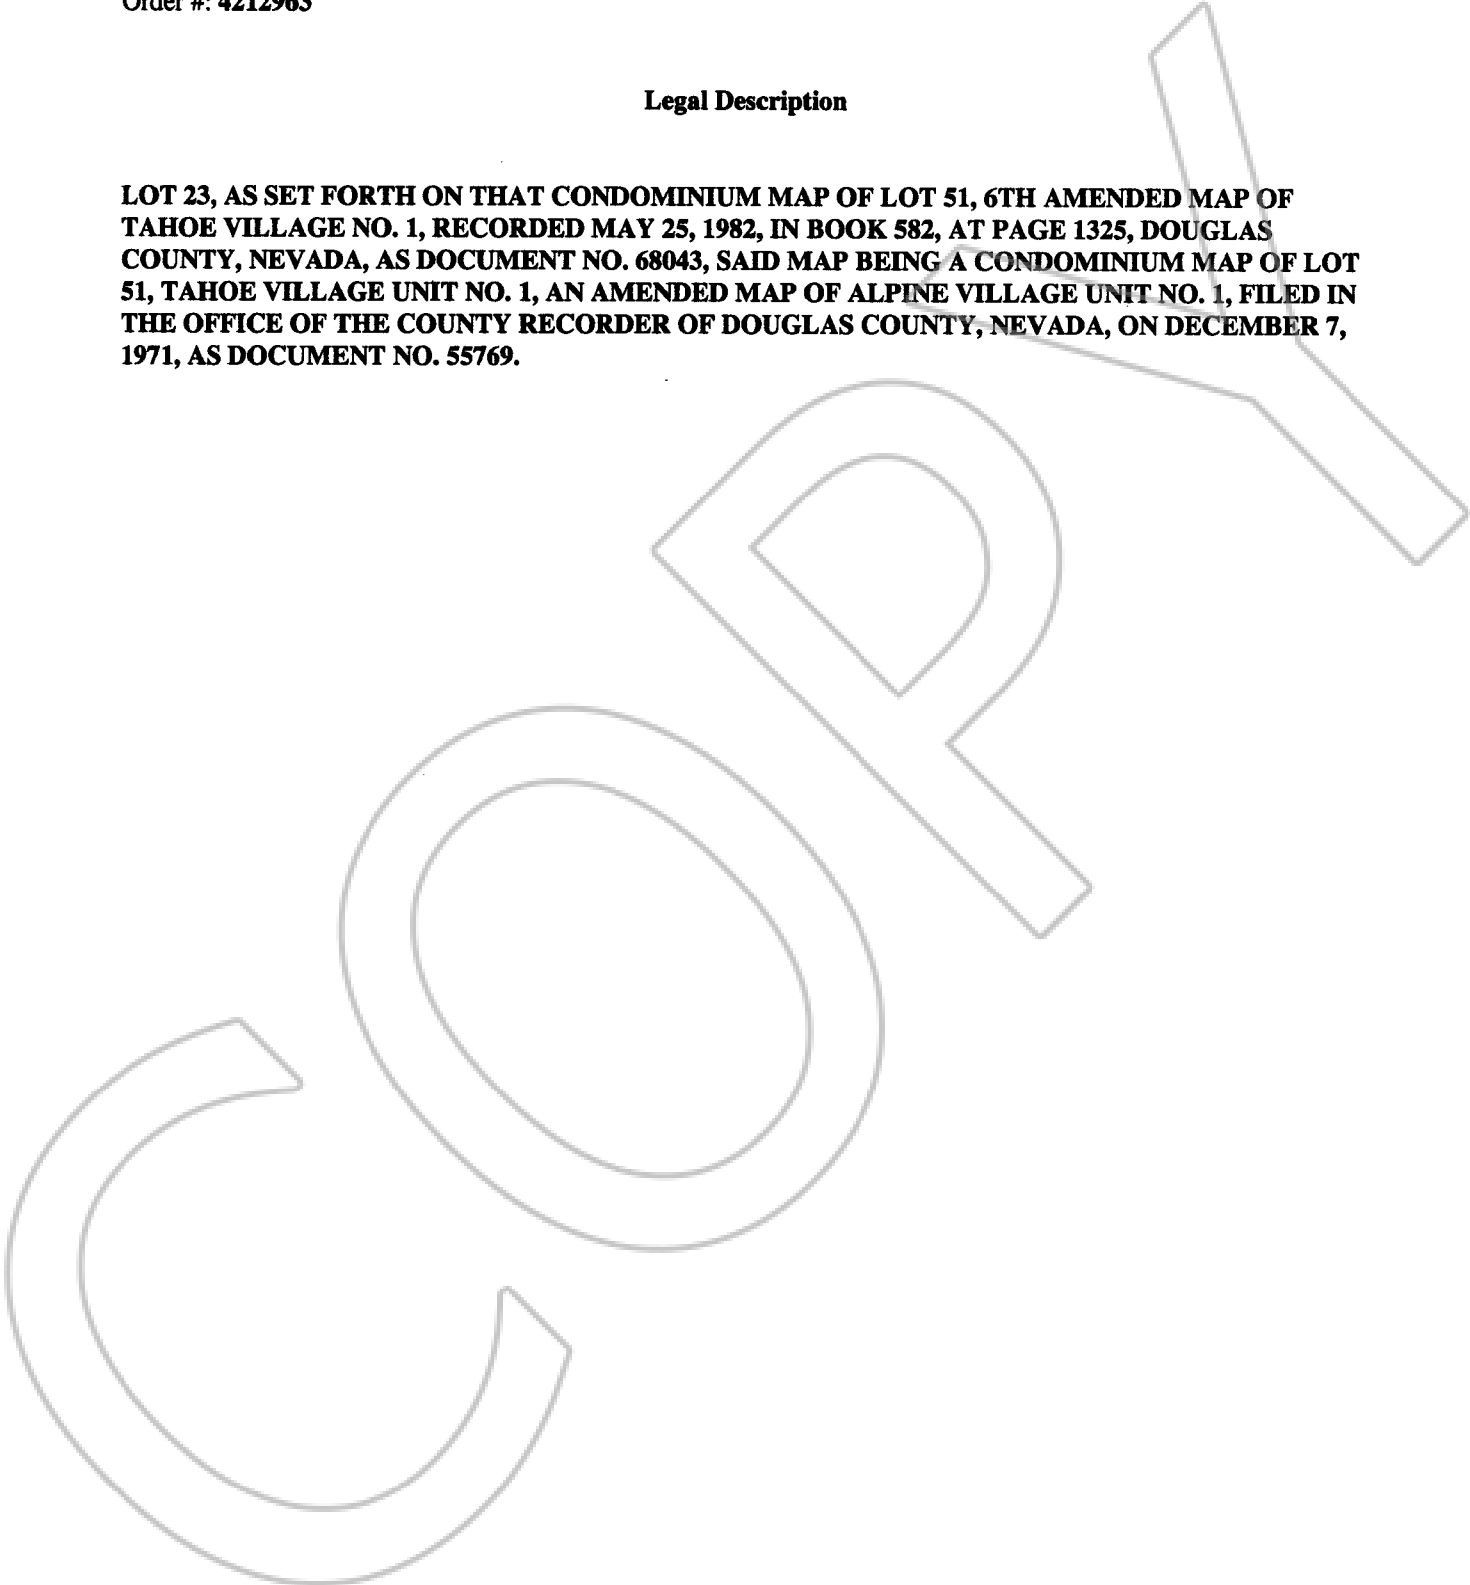 Order #: 4212963
Legal Description
LOT 23, AS SET FORTH ON THAT CONDOMINIUM MAP OF LOT 51, 6TH AMENDED MAP OF
TAHOE VILLAGE NO. 1, RECORDED MAY 25, 1982, IN BOOK 582, AT PAGE 1325, DOUGLAS
COUNTY, NEVADA, AS DOCUMENT NO. 68043, SAID MAP BEING A CONDOMINIUM MAP OF LOT
51, TAHOE VILLAGE UNIT NO. 1, AN AMENDED MAP OF ALPINE VILLAGE UNIT NO. 1, FILED IN
THE OFFICE OF THE COUNTY RECORDER OF DOUGLAS COUNTY, NEVADA, ON DECEMBER 7,
1971, AS DOCUMENT NO. 55769.
COPY